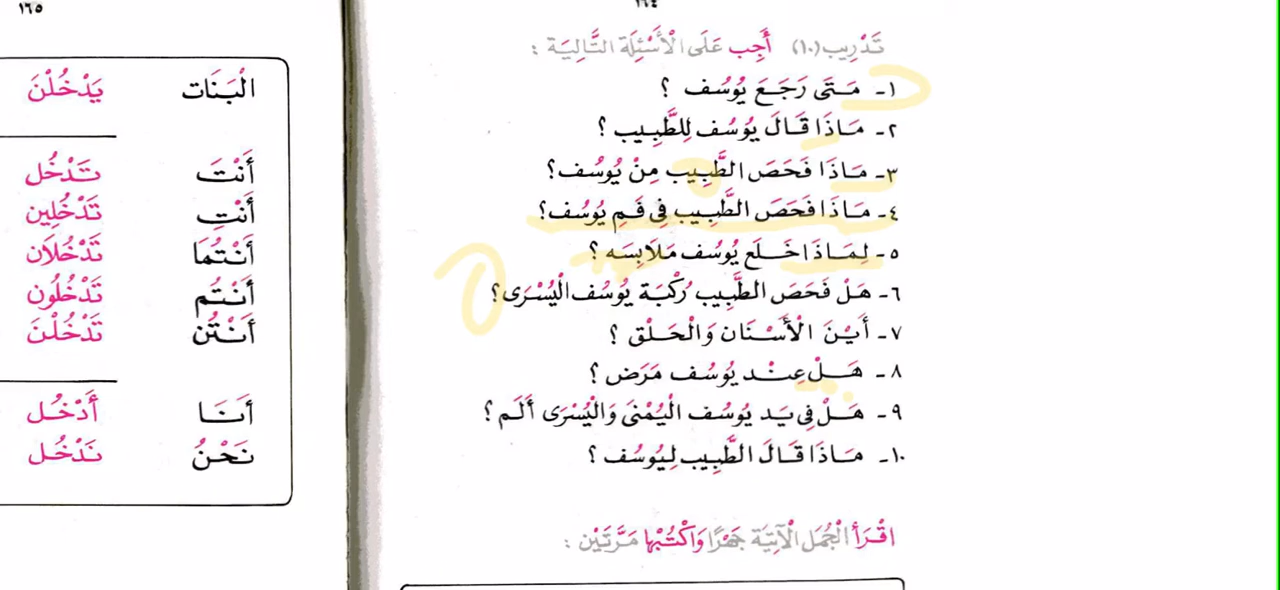 ١٦٤
تَدْرِيب (١٠) أَجِب عَلَى الْأَسْئِلَة التَّالِيَة :
١- مَتَى رَجَعَ يُوسُف ؟
٢- مَاذَا قَالَ يُوسُف لِلطَّبِيب ؟
٣- مَاذَا فَحَصَ الطَّبِيب مِنْ يُوسُف؟
٤- مَاذَا فَحَصَ الطَّبِيب فِي فَمِ يُوسُف؟
٥- لِمَاذَا خَلَع يُوسُف مَلَابِسَه ؟
٦- هَلْ فَحَصَ الطَّبِيب رُكْبَة يُوسُف الْيُسْرَى؟
٧- أَيْنَ الْأَسْنَان وَالْحَلْق ؟
٨- هَلْ عِنْد يُوسُف مَرَض ؟
٩- هَلْ فِي يَد يُوسُف الْيُمْنَى وَالْيُسْرَى أَلَم ؟
١٠- مَاذَا قَالَ الطَّبِيب لِيُوسُف ؟
اقْرَأ الْجُمَل الْآتِيَة جَهْرًا وَاكْتُبْهَا مَرَّتَيْن :
١٦٥
الْبَنَات يَدْخُلْنَ
أَنْتَ تَدْخُل
أَنْتِ تَدْخُلِين
أَنْتُمَا تَدْخُلَان
أَنْتُم تَدْخُلُون
أَنْتُن تَدْخُلْنَ
أَنَا أَدْخُل
نَحْنُ نَدْخُل